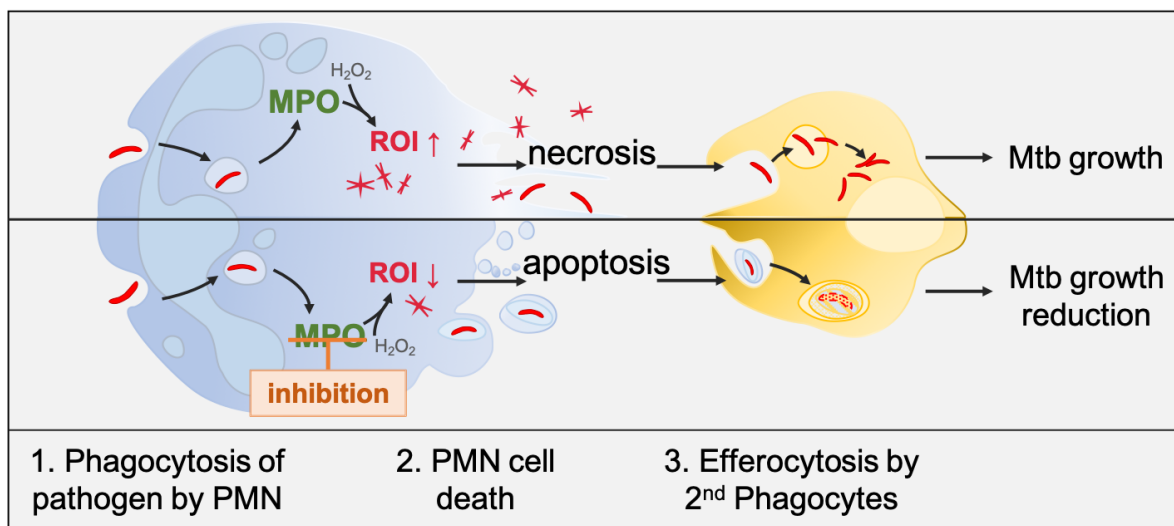 H₂O₂
MPO
ROI ↑
necrosis
Mtb growth
ROI ↓
apoptosis
Mtb growth
reduction
MPO
H₂O₂
inhibition
1. Phagocytosis of
pathogen by PMN
2. PMN cell
death
3. Efferocytosis by
2nd Phagocytes